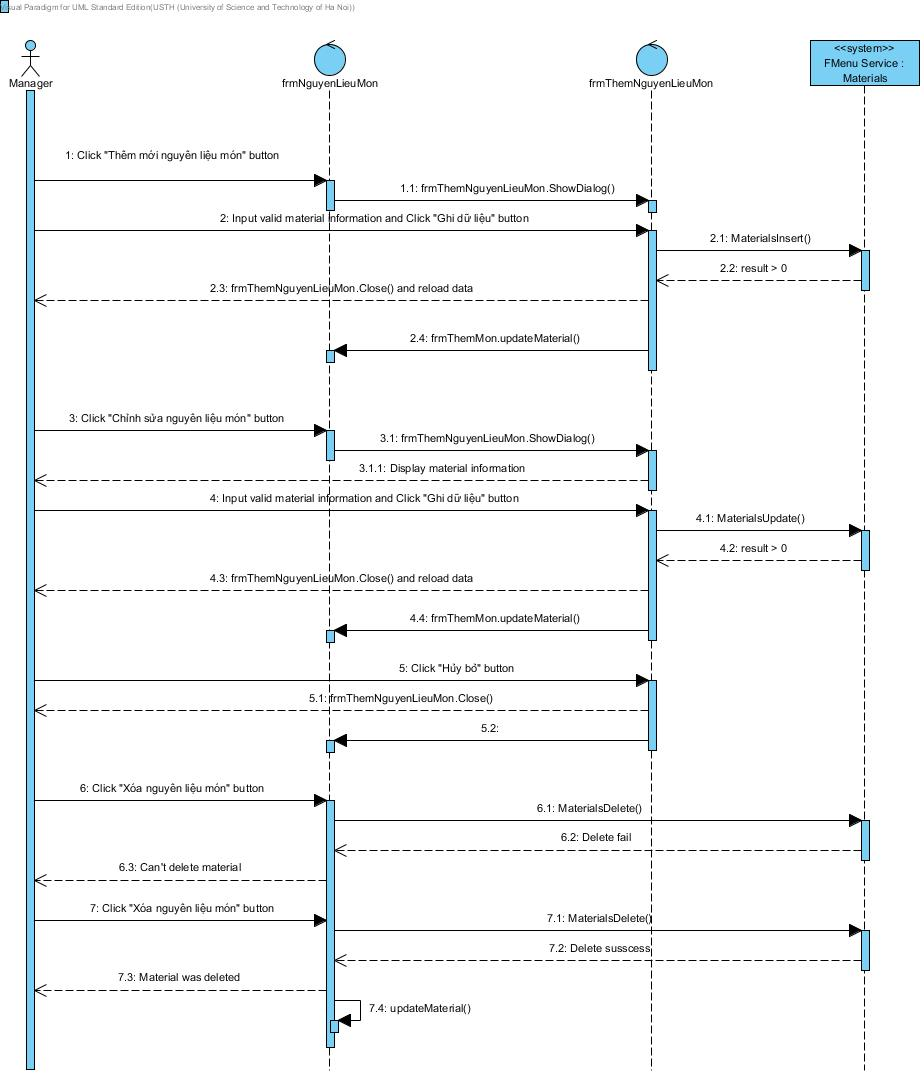 Visual Paradigm for UML Standard Edition(USTH (University of Science and Technology of Ha Noi))
<<system>>
FMenu Service :
Materials
Manager
frmNguyenLieuMon
frmThemNguyenLieuMon
1: Click "Thêm mới nguyên liệu món" button
1.1: frmThemNguyenLieuMon.ShowDialog()
2: Input valid material information and Click "Ghi dữ liệu" button
2.1: MaterialsInsert()
2.2: result > 0
2.3: frmThemNguyenLieuMon.Close() and reload data
2.4: frmThemMon.updateMaterial()
3: Click "Chỉnh sửa nguyên liệu món" button
3.1: frmThemNguyenLieuMon.ShowDialog()
3.1.1: Display material information
4: Input valid material information and Click "Ghi dữ liệu" button
4.1: MaterialsUpdate()
4.2: result > 0
4.3: frmThemNguyenLieuMon.Close() and reload data
4.4: frmThemMon.updateMaterial()
5: Click "Hủy bỏ" button
5.1: frmThemNguyenLieuMon.Close()
5.2:
6: Click "Xóa nguyên liệu món" button
6.1: MaterialsDelete()
6.2: Delete fail
6.3: Can't delete material
7: Click "Xóa nguyên liệu món" button
7.1: MaterialsDelete()
7.2: Delete susscess
7.3: Material was deleted
7.4: updateMaterial()